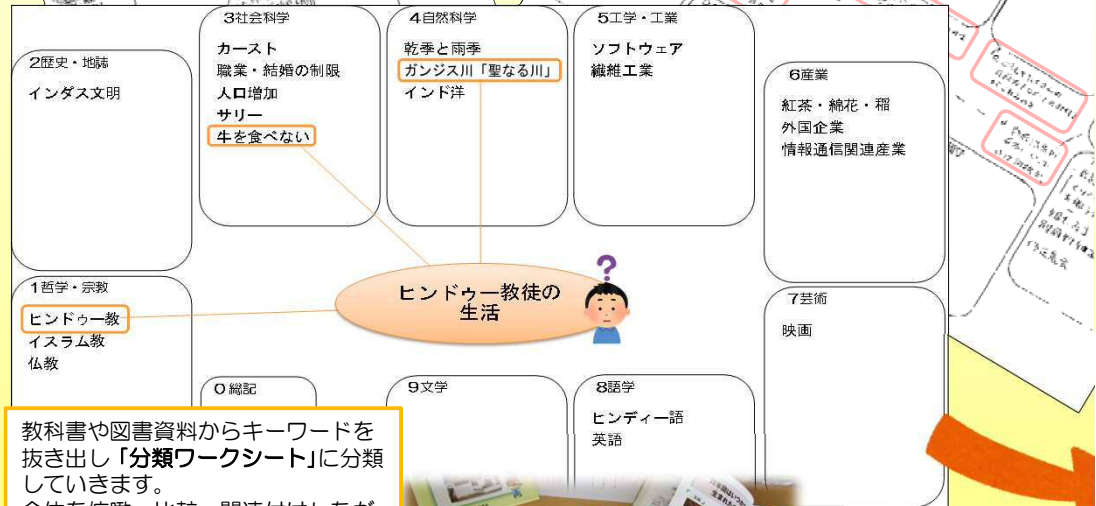 3社会科学
カースト
職業・結婚の制限
人口増加
サリー
牛を食べない
4自然科学
乾季と雨季
ガンジス川「聖なる川」
インド洋
5工学・工業
ソフトウェア
繊維工業
2歴史・地誌
インダス文明
6産業
紅茶・綿花・稲
外国企業
情報通信関連産業
ヒンドゥー教徒の
生活
?
1哲学・宗教
ヒンドゥー教
イスラム教
仏教
7芸術
映画
0総記
9文学
8語学
ヒンディー語
英語
教科書や図書資料からキーワードを
抜き出し「分類ワークシート」に分類
していきます。